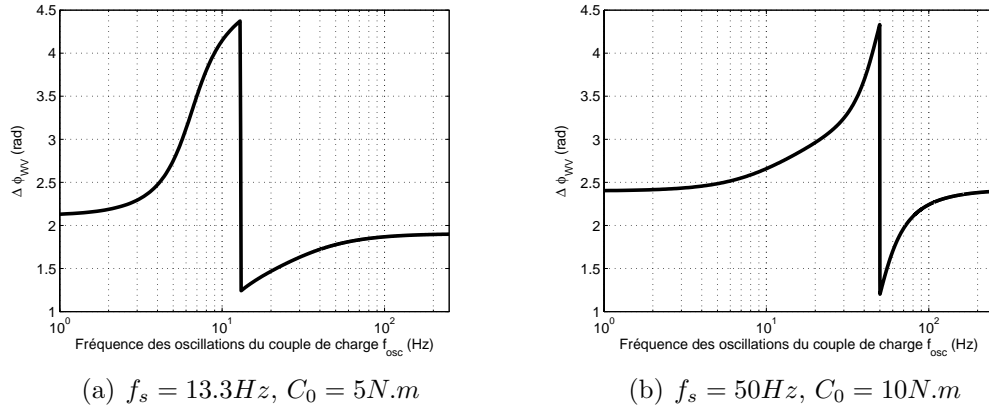 4.5
4
3.5
3
2.5
2
1.5
1
Δ ϕ_WV (rad)
10^0 10^1 10^2
Fréquence des oscillations du couple de charge f_osc (Hz)
(a) f_s = 13.3Hz, C_0 = 5N.m
4.5
4
3.5
3
2.5
2
1.5
1
Δ ϕ_WV (rad)
10^0 10^1 10^2
Fréquence des oscillations du couple de charge f_osc (Hz)
(b) f_s = 50Hz, C_0 = 10N.m